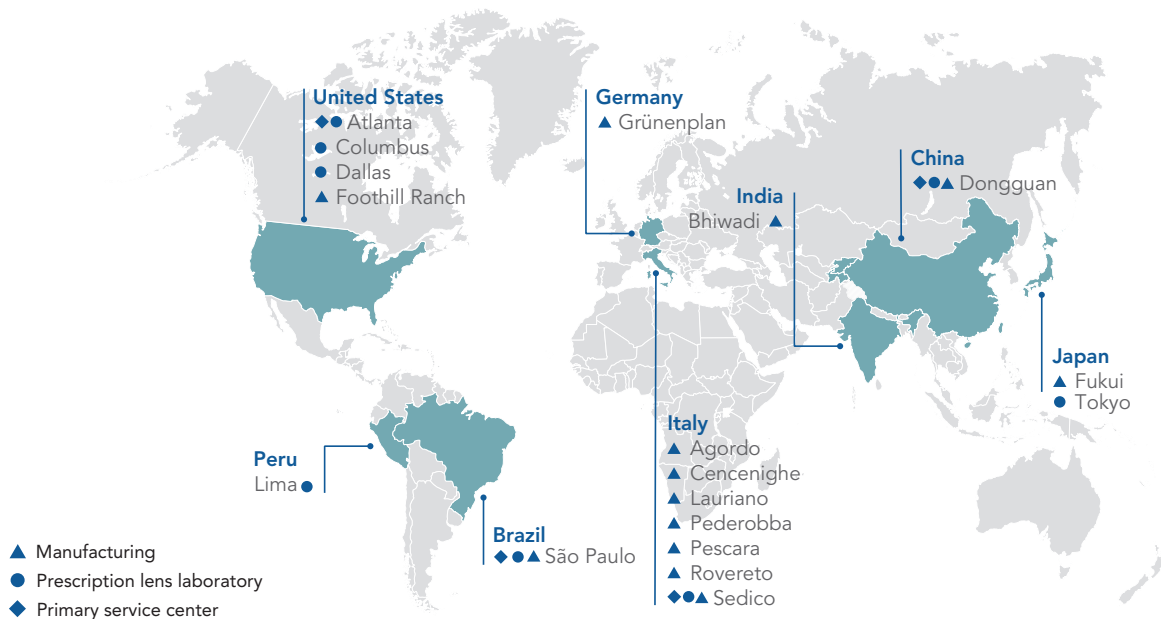 United States
Atlanta
Columbus
Dallas
Foothill Ranch
Germany
Grünenplan
China
Dongguan
India
Bhiwadi
Japan
Fukui
Tokyo
Italy
Agordo
Cencenighe
Lauriano
Pederobba
Pescara
Rovereto
Sedico
Peru
Lima
Brazil
São Paulo
Manufacturing
Prescription lens laboratory
Primary service center